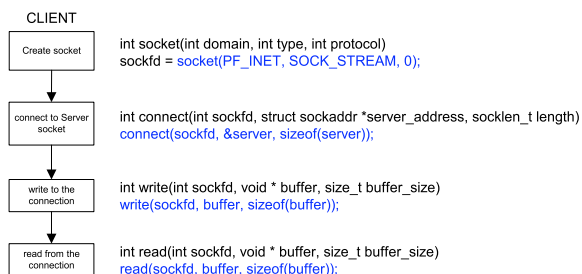 CLIENT
Create socket
int socket(int domain, int type, int protocol)
sockfd = socket(PF_INET, SOCK_STREAM, 0);
connect to Server
socket
int connect(int sockfd, struct sockaddr *server_address, socklen_t length)
connect(sockfd, &server, sizeof(server));
write to the
connection
int write(int sockfd, void * buffer, size_t buffer_size)
write(sockfd, buffer, sizeof(buffer));
read from the
connection
int read(int sockfd, void * buffer, size_t buffer_size)
read(sockfd, buffer, sizeof(buffer));